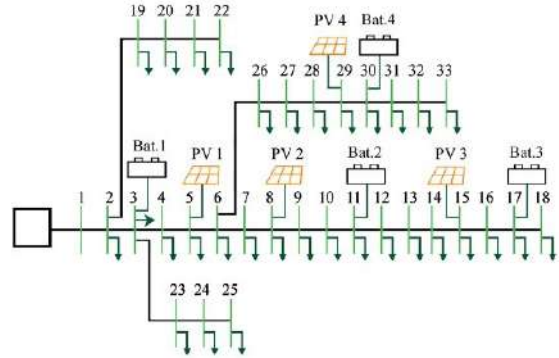 19 20 21 22
PV 4 Bat.4
26 27 28 29 30 31 32 33
Bat.1 PV 1 PV 2 Bat.2 PV 3 Bat.3
1 2 3 4 5 6 7 8 9 10 11 12 13 14 15 16 17 18
23 24 25